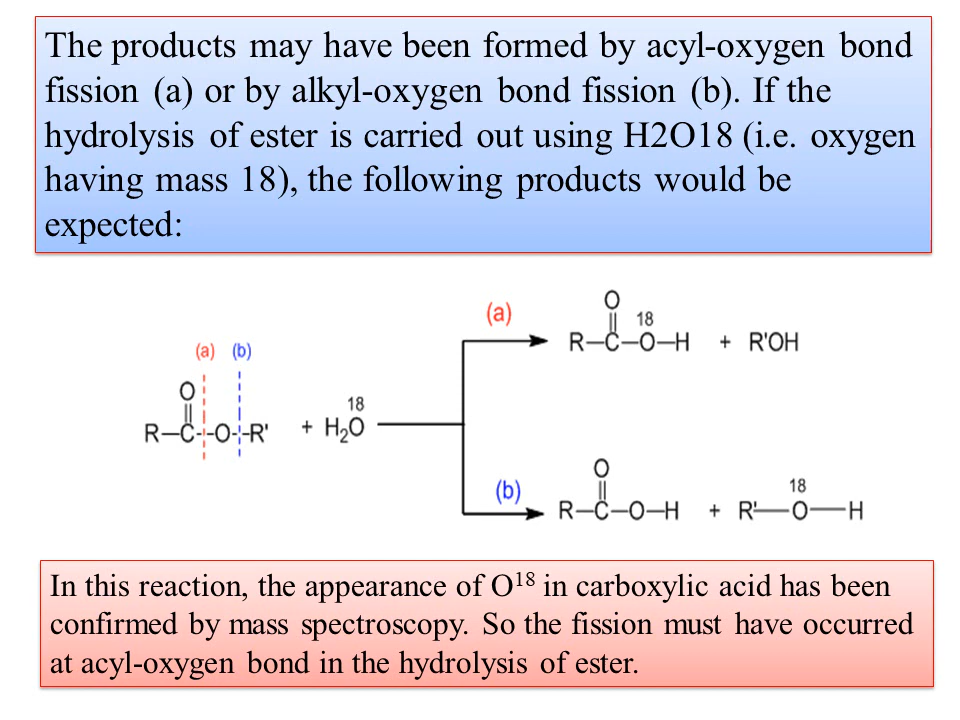 The products may have been formed by acyl-oxygen bond
fission (a) or by alkyl-oxygen bond fission (b). If the
hydrolysis of ester is carried out using H2O18 (i.e. oxygen
having mass 18), the following products would be
expected:
(a)
O
18
R–C–O–H + R'OH
(a) (b)
O
18
R–C–O–R' + H₂O
(b)
O
18
R–C–O–H + R'–O–H
In this reaction, the appearance of O¹⁸ in carboxylic acid has been
confirmed by mass spectroscopy. So the fission must have occurred
at acyl-oxygen bond in the hydrolysis of ester.